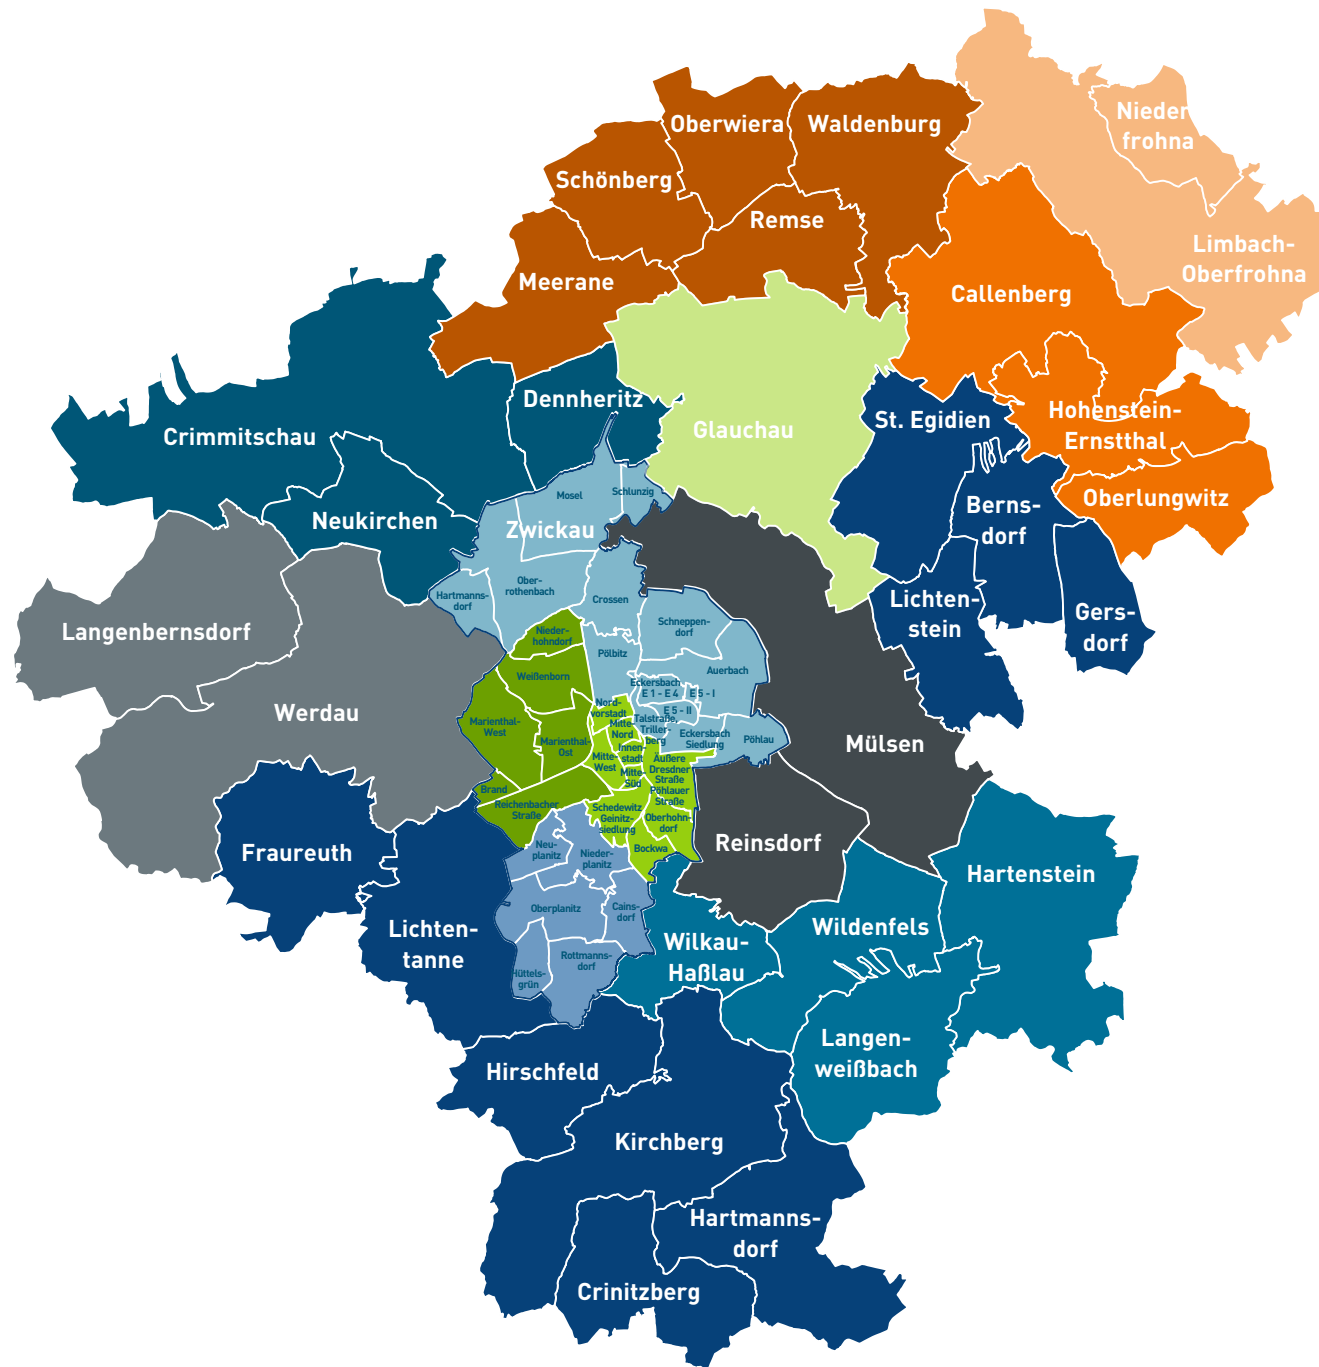 Nieder
frohna
Oberwiera
Waldenburg
Schönberg
Remse
Limbach-
Oberfrohna
Meerane
Callenberg
Dennheritz
Hohenstein-
Ernstthal
St. Egidien
Glauchau
Crimmitschau
Oberlungwitz
Mosel
Schlunzig
Neukirchen
Zwickau
Berns-
dorf
Ober-
rothenbach
Hartmanns-
dorf
Crossen
Lichten-
stein
Gers-
dorf
Langenbernsdorf
Schneppen-
dorf
Nieder-
hohndorf
Pölbitz
Auerbach
Weißenborn
Eckersbach
E 1 - E 4
E 5 - I
E 5 - II
Werdau
Marienthal-
West
Nord-
vorstadt
Talstraße,
Triller-
berg
Mitte-
Nord
Marienthal-
Ost
Eckersbach
Siedlung
Pöhlau
Mülsen
Innen-
stadt
Mitte-
West
Äußere
Dresdner
Straße
Pöhlauer
Straße
Mitte-
Süd
Brand
Reichenbacher
Straße
Schedewitz
Geinitz-
siedlung
Oberhohn-
dorf
Reinsdorf
Fraureuth
Neu-
planitz
Nieder-
planitz
Bockwa
Hartenstein
Oberplanitz
Cains-
dorf
Wildenfels
Lichten-
tanne
Wilkau-
Haßlau
Rottmanns-
dorf
Hüttels-
grün
Langen-
weißbach
Hirschfeld
Kirchberg
Hartmanns-
dorf
Crinitzberg